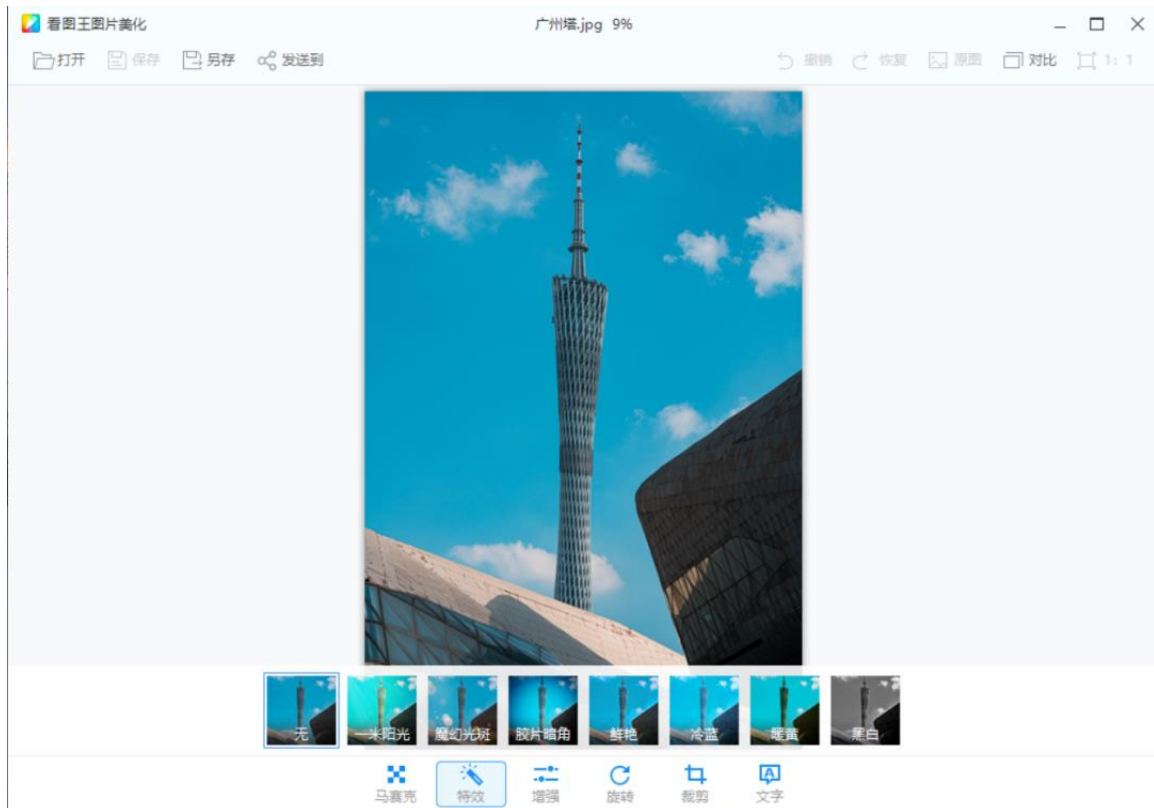 看图王图片美化 广州塔.jpg 9%
打开 保存 另存 发送到 撤销 恢复 原图 对比 1:1
无 一米阳光 魔幻光斑 胶片暗角 鲜艳 冷蓝 暖黄 黑白
马赛克 特效 增强 旋转 裁剪 文字